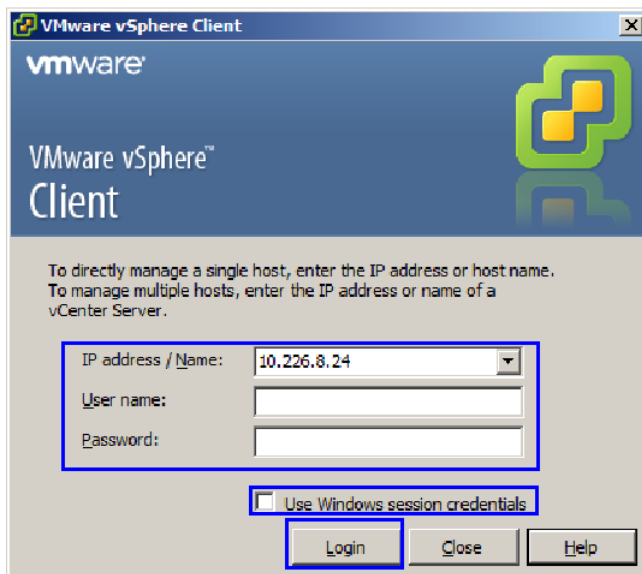 VMware vSphere Client
vmware
VMware vSphere™
Client
To directly manage a single host, enter the IP address or host name.
To manage multiple hosts, enter the IP address or name of a
vCenter Server.
IP address / Name: 10.226.8.24
User name:
Password:
Use Windows session credentials
Login Close Help